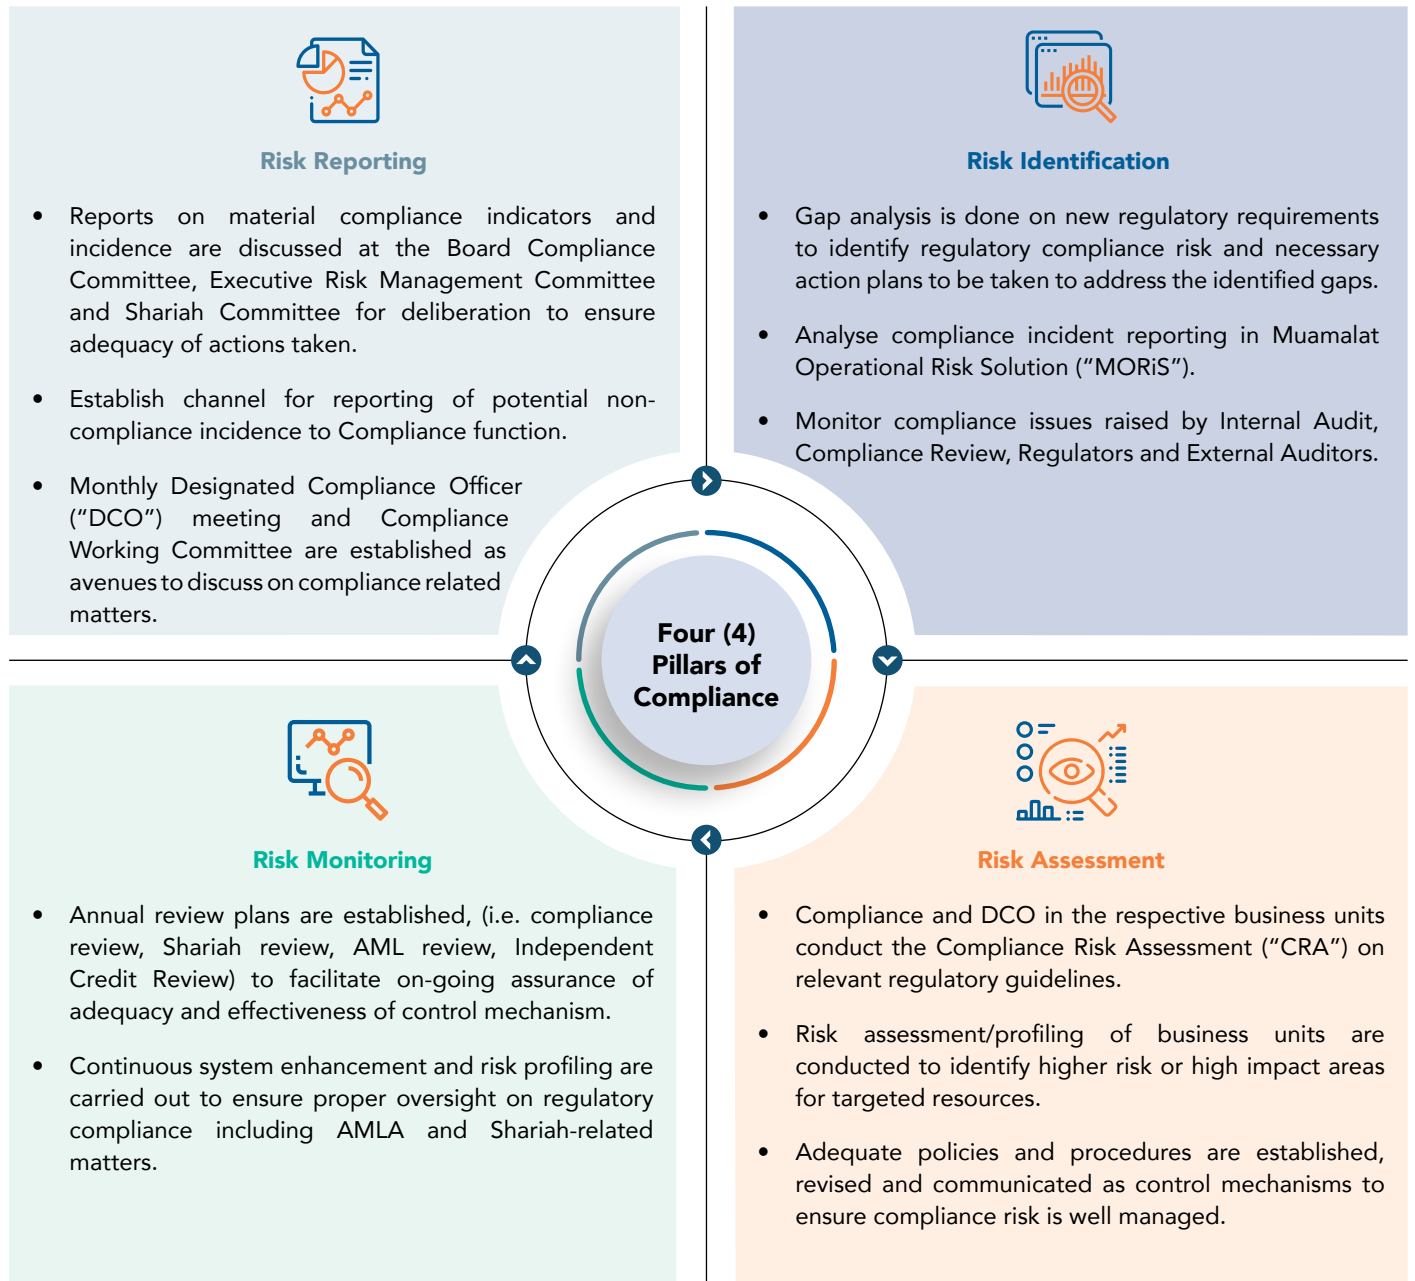 Risk Reporting
• Reports on material compliance indicators and
incidence are discussed at the Board Compliance
Committee, Executive Risk Management Committee
and Shariah Committee for deliberation to ensure
adequacy of actions taken.
• Establish channel for reporting of potential non-
compliance incidence to Compliance function.
• Monthly Designated Compliance Officer
(“DCO”) meeting and Compliance
Working Committee are established as
avenues to discuss on compliance related
matters.
Risk Identification
• Gap analysis is done on new regulatory requirements
to identify regulatory compliance risk and necessary
action plans to be taken to address the identified gaps.
• Analyse compliance incident reporting in Muamalat
Operational Risk Solution (“MORiS”).
• Monitor compliance issues raised by Internal Audit,
Compliance Review, Regulators and External Auditors.
Four (4)
Pillars of
Compliance
Risk Monitoring
• Annual review plans are established, (i.e. compliance
review, Shariah review, AML review, Independent
Credit Review) to facilitate on-going assurance of
adequacy and effectiveness of control mechanism.
• Continuous system enhancement and risk profiling are
carried out to ensure proper oversight on regulatory
compliance including AMLA and Shariah-related
matters.
Risk Assessment
• Compliance and DCO in the respective business units
conduct the Compliance Risk Assessment (“CRA”) on
relevant regulatory guidelines.
• Risk assessment/profiling of business units are
conducted to identify higher risk or high impact areas
for targeted resources.
• Adequate policies and procedures are established,
revised and communicated as control mechanisms to
ensure compliance risk is well managed.